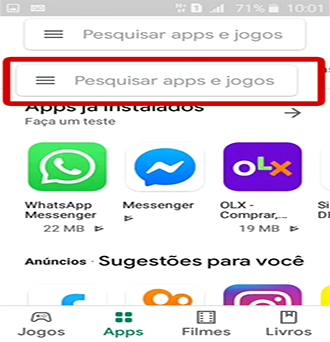 71% 10:01
Pesquisar apps e jogos
Pesquisar apps e jogos
Apps já instalados
Faça um teste
WhatsApp Messenger
22 MB
Messenger
OLX
OLX - Comprar,...
19 MB
Si
DL
Anúncios · Sugestões para você
Jogos Apps Filmes Livros